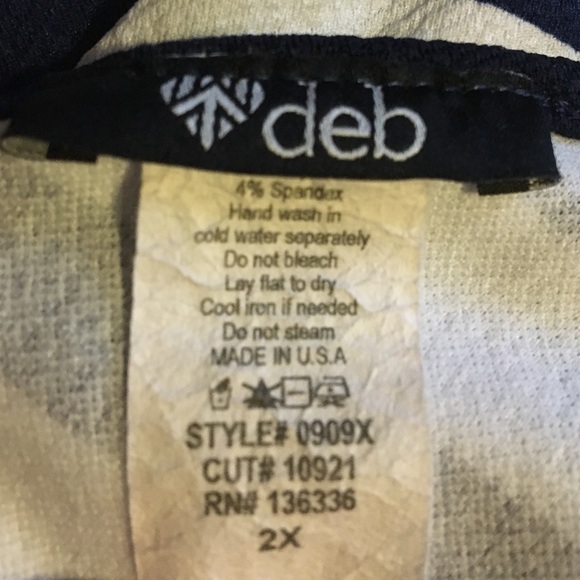 deb
4% Spandex
Hand wash in
cold water separately
Do not bleach
Lay flat to dry
Cool iron if needed
Do not steam
MADE IN U.S.A
STYLE# 0909X
CUT# 10921
RN# 136336
2X